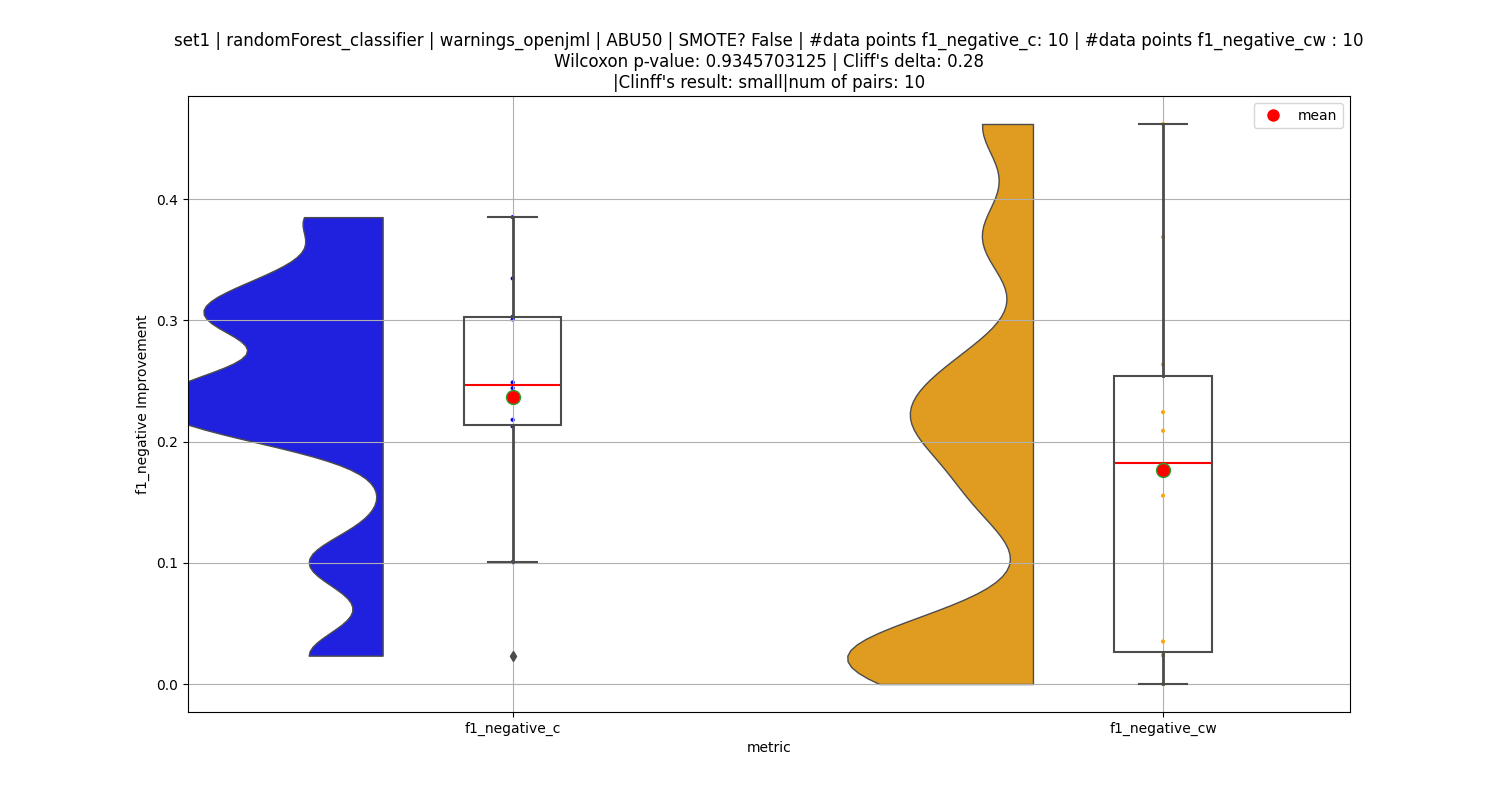 set1 | randomForest_classifier | warnings_openjml | ABU50 | SMOTE? False | #data points f1_negative_c: 10 | #data points f1_negative_cw : 10
Wilcoxon p-value: 0.9345703125 | Cliff's delta: 0.28
|Clinff's result: small|num of pairs: 10
mean
0.4
0.3
0.2
0.1
0.0
f1_negative Improvement
f1_negative_c
f1_negative_cw
metric